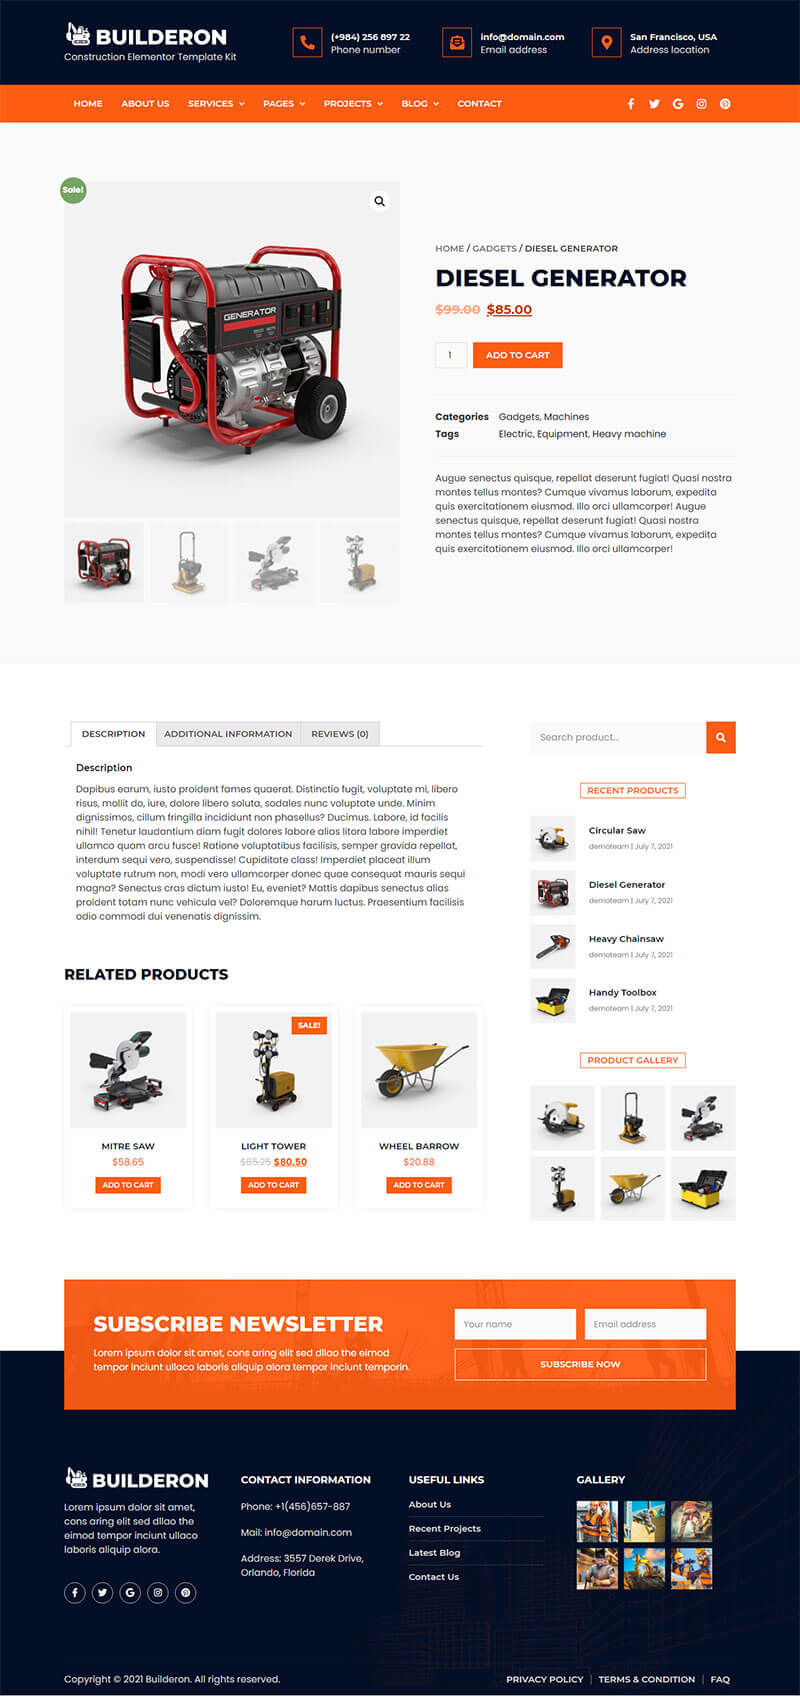 BUILDERON
Construction Elementor Template Kit
(+984) 256 897 22
Phone number
info@domain.com
Email address
San Francisco, USA
Address location
HOME ABOUT US SERVICES PAGES PROJECTS BLOG CONTACT
Sale!
GENERATOR
HOME / GADGETS / DIESEL GENERATOR
DIESEL GENERATOR
$99.00 $85.00
1 ADD TO CART
Categories Gadgets, Machines
Tags Electric, Equipment, Heavy machine
Augue senectus quisque, repellat deserunt fugiat! Quasi nostra
montes tellus montes? Cumque vivamus laborum, expedita
quis exercitationem eiusmod. Illo orci ullamcorper! Augue
senectus quisque, repellat deserunt fugiat! Quasi nostra
montes tellus montes? Cumque vivamus laborum, expedita
quis exercitationem eiusmod. Illo orci ullamcorper!
DESCRIPTION ADDITIONAL INFORMATION REVIEWS (0)
Description
Dapibus earum, iusto proident fames quaerat. Distinctio fugit, voluptate mi, libero
risus, mollit do, iure, dolore libero soluta, sodales nunc voluptate unde. Minim
dignissimos, cillum fringilla incididunt non phasellus? Ducimus. Labore, id facilis
nihil! Tenetur laudantium diam fugit dolores labore alias litora labore imperdiet
ullamco quam arcu fusce! Ratione voluptatibus facilisis, semper gravida repellat,
interdum sequi vero, suspendisse! Cupiditate class! Imperdiet placeat illum
voluptate rutrum non, modi vero ullamcorper donec quae consequat mauris sequi
magna? Senectus cras dictum iusto! Eu, eveniet? Mattis dapibus senectus alias
proident totam nunc vehicula vel? Doloremque harum luctus. Praesentium facilisis
odio commodi dui venenatis dignissim.
RELATED PRODUCTS
MITRE SAW
$58.65
ADD TO CART
SALE!
LIGHT TOWER
$85.25 $80.50
ADD TO CART
WHEEL BARROW
$20.88
ADD TO CART
Search product...
RECENT PRODUCTS
Circular Saw
demoteam | July 7, 2021
Diesel Generator
demoteam | July 7, 2021
Heavy Chainsaw
demoteam | July 7, 2021
Handy Toolbox
demoteam | July 7, 2021
PRODUCT GALLERY
SUBSCRIBE NEWSLETTER
Lorem ipsum dolor sit amet, cons aring elit sed dllao the eimod
tempor inciunt ullaco laboris aliquip alora tempor inciunt temporin.
Your name
Email address
SUBSCRIBE NOW
BUILDERON
Lorem ipsum dolor sit amet,
cons aring elit sed dllao the
eimod tempor inciunt ullaco
laboris aliquip alora.
CONTACT INFORMATION
Phone: +1(456)657-887
Mail: info@domain.com
Address: 3557 Derek Drive,
Orlando, Florida
USEFUL LINKS
About Us
Recent Projects
Latest Blog
Contact Us
GALLERY
Copyright © 2021 Builderon. All rights reserved.
PRIVACY POLICY | TERMS & CONDITION | FAQ